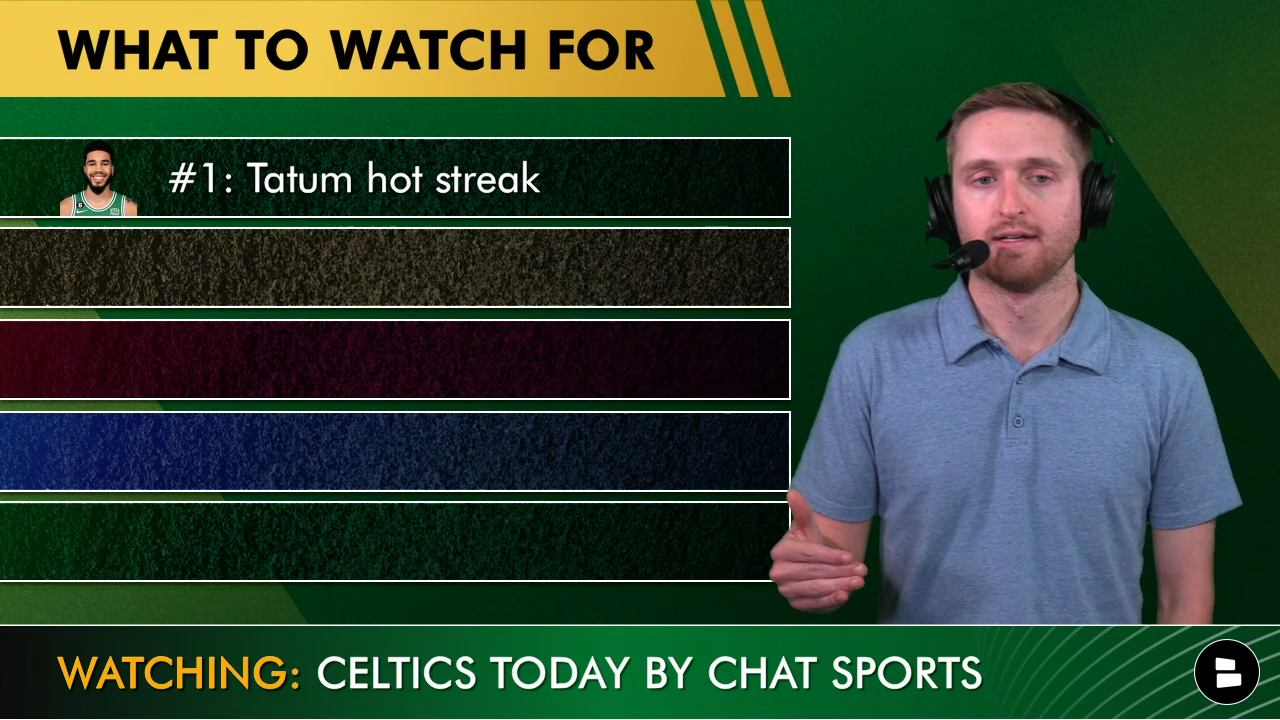 WHAT TO WATCH FOR
#1: Tatum hot streak
WATCHING: CELTICS TODAY BY CHAT SPORTS